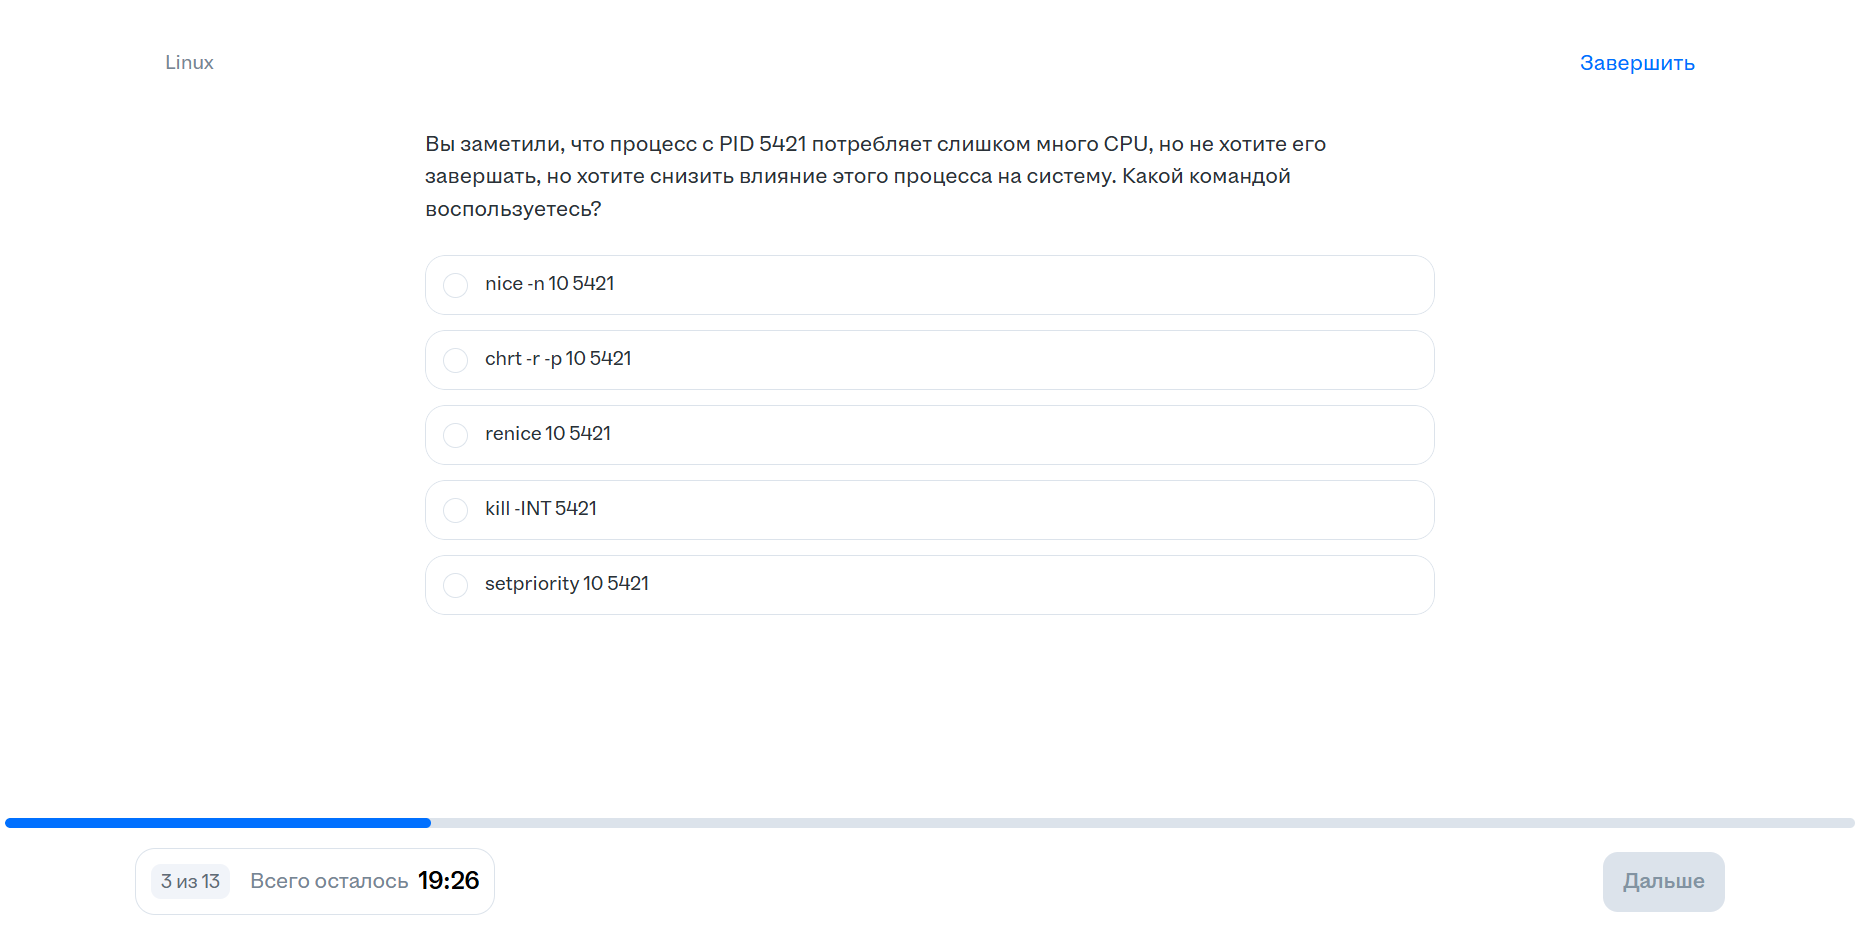 Linux
Завершить
Вы заметили, что процесс с PID 5421 потребляет слишком много CPU, но не хотите его
завершать, но хотите снизить влияние этого процесса на систему. Какой командой
воспользуетесь?
nice -n 10 5421
chrt -r -p 10 5421
renice 10 5421
kill -INT 5421
setpriority 10 5421
3 из 13 Всего осталось 19:26
Дальше